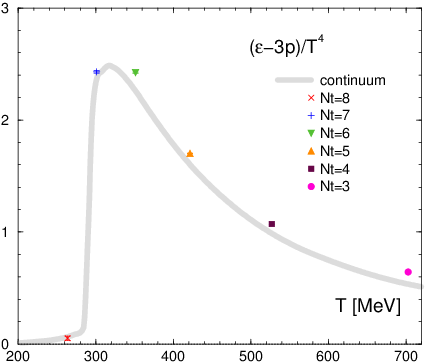 3
(ε−3p)/T⁴
continuum
Nt=8
Nt=7
2
Nt=6
Nt=5
Nt=4
Nt=3
1
T [MeV]
0
200 300 400 500 600 700